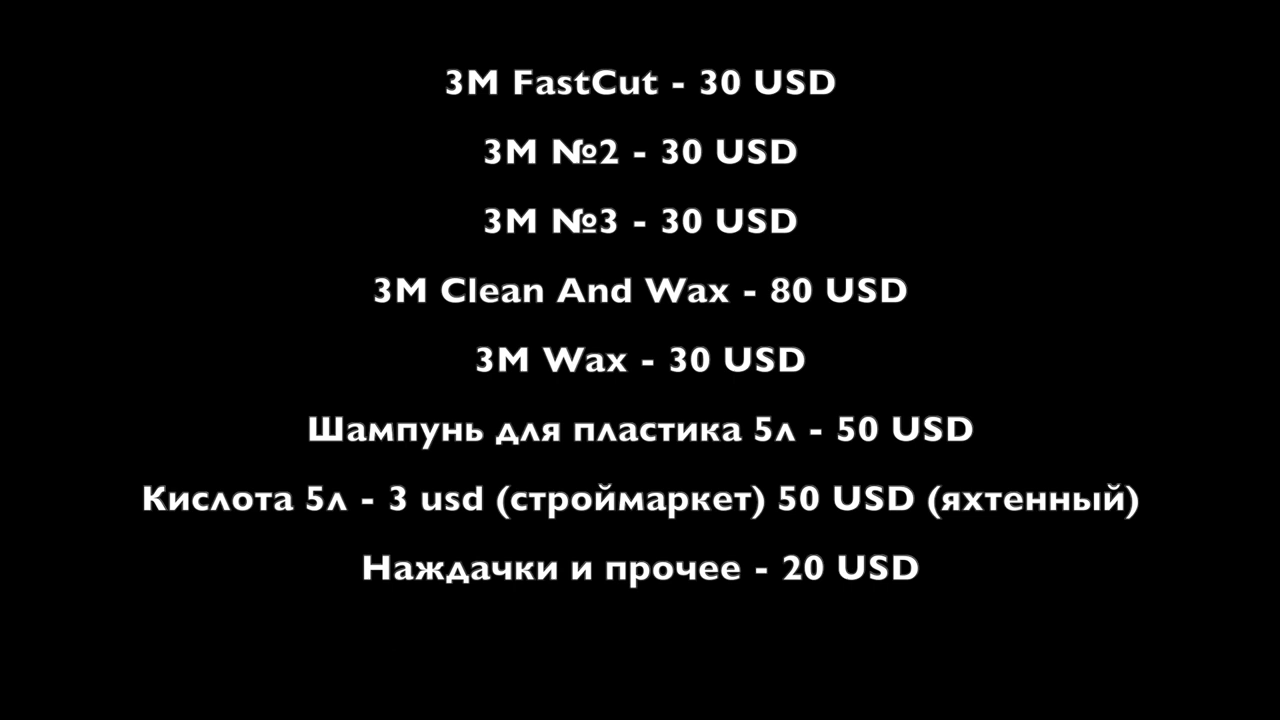 3M FastCut - 30 USD
3M №2 - 30 USD
3M №3 - 30 USD
3M Clean And Wax - 80 USD
3M Wax - 30 USD
Шампунь для пластика 5л - 50 USD
Кислота 5л - 3 usd (строймаркет) 50 USD (яхтенный)
Наждачки и прочее - 20 USD